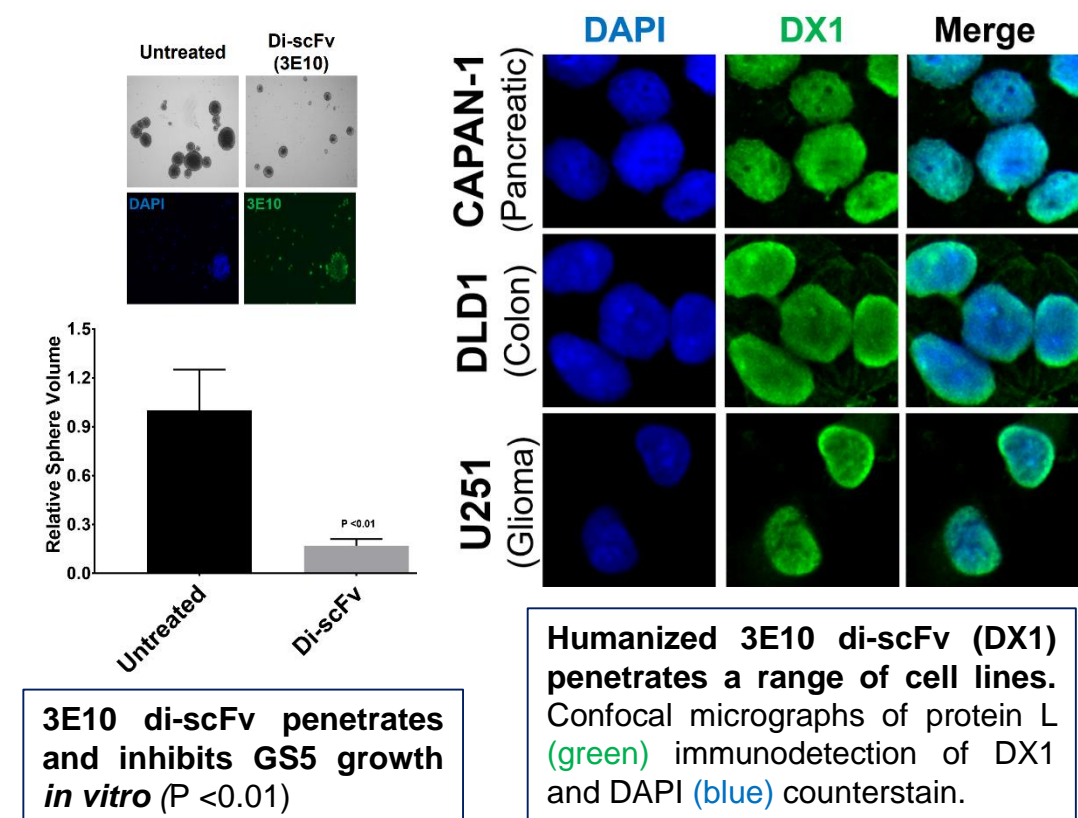 Untreated
Di-scFv
(3E10)
DAPI
3E10
Relative Sphere Volume
1.5
1.2
0.9
0.6
0.3
0.0
P <0.01
Untreated
Di-scFv
3E10 di-scFv penetrates
and inhibits GS5 growth
in vitro (P <0.01)
DAPI
DX1
Merge
CAPAN-1
(Pancreatic)
DLD1
(Colon)
U251
(Glioma)
Humanized 3E10 di-scFv (DX1)
penetrates a range of cell lines.
Confocal micrographs of protein L
(green) immunodetection of DX1
and DAPI (blue) counterstain.